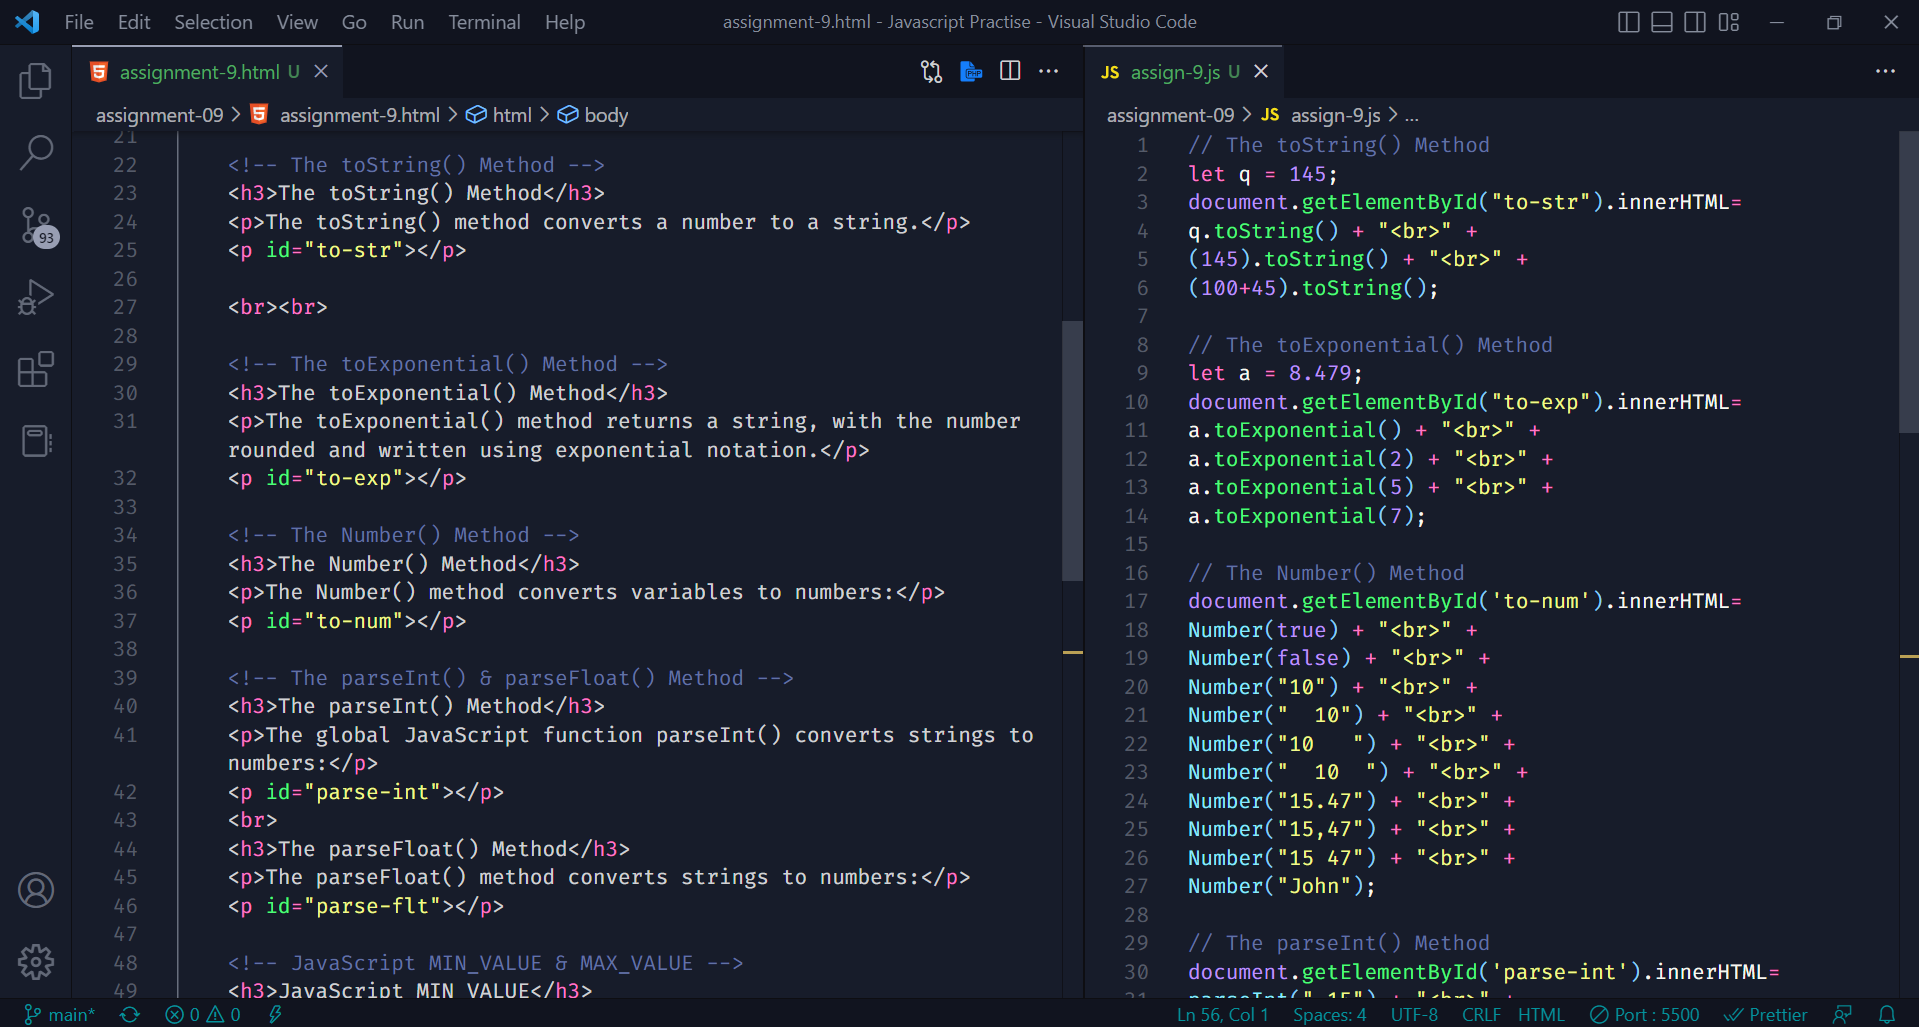 File Edit Selection View Go Run Terminal Help
assignment-9.html - Javascript Practise - Visual Studio Code
assignment-9.html U
assignment-09 > assignment-9.html > html > body
93
21
22 <!-- The toString() Method -->
23 <h3>The toString() Method</h3>
24 <p>The toString() method converts a number to a string.</p>
25 <p id="to-str"></p>
26
27 <br><br>
28
29 <!-- The toExponential() Method -->
30 <h3>The toExponential() Method</h3>
31 <p>The toExponential() method returns a string, with the number
rounded and written using exponential notation.</p>
32 <p id="to-exp"></p>
33
34 <!-- The Number() Method -->
35 <h3>The Number() Method</h3>
36 <p>The Number() method converts variables to numbers:</p>
37 <p id="to-num"></p>
38
39 <!-- The parseInt() & parseFloat() Method -->
40 <h3>The parseInt() Method</h3>
41 <p>The global JavaScript function parseInt() converts strings to
numbers:</p>
42 <p id="parse-int"></p>
43 <br>
44 <h3>The parseFloat() Method</h3>
45 <p>The parseFloat() method converts strings to numbers:</p>
46 <p id="parse-flt"></p>
47
48 <!-- JavaScript MIN_VALUE & MAX_VALUE -->
49 <h3>JavaScript MIN_VALUE</h3>
JS assign-9.js U
assignment-09 > JS assign-9.js > ...
1 // The toString() Method
2 let q = 145;
3 document.getElementById("to-str").innerHTML=
4 q.toString() + "<br>" +
5 (145).toString() + "<br>" +
6 (100+45).toString();
7
8 // The toExponential() Method
9 let a = 8.479;
10 document.getElementById("to-exp").innerHTML=
11 a.toExponential() + "<br>" +
12 a.toExponential(2) + "<br>" +
13 a.toExponential(5) + "<br>" +
14 a.toExponential(7);
15
16 // The Number() Method
17 document.getElementById('to-num').innerHTML=
18 Number(true) + "<br>" +
19 Number(false) + "<br>" +
20 Number("10") + "<br>" +
21 Number("  10") + "<br>" +
22 Number("10   ") + "<br>" +
23 Number("  10  ") + "<br>" +
24 Number("15.47") + "<br>" +
25 Number("15,47") + "<br>" +
26 Number("15 47") + "<br>" +
27 Number("John");
28
29 // The parseInt() Method
30 document.getElementById('parse-int').innerHTML=
main* 0 0
Ln 56, Col 1 Spaces: 4 UTF-8 CRLF HTML Port : 5500 Prettier